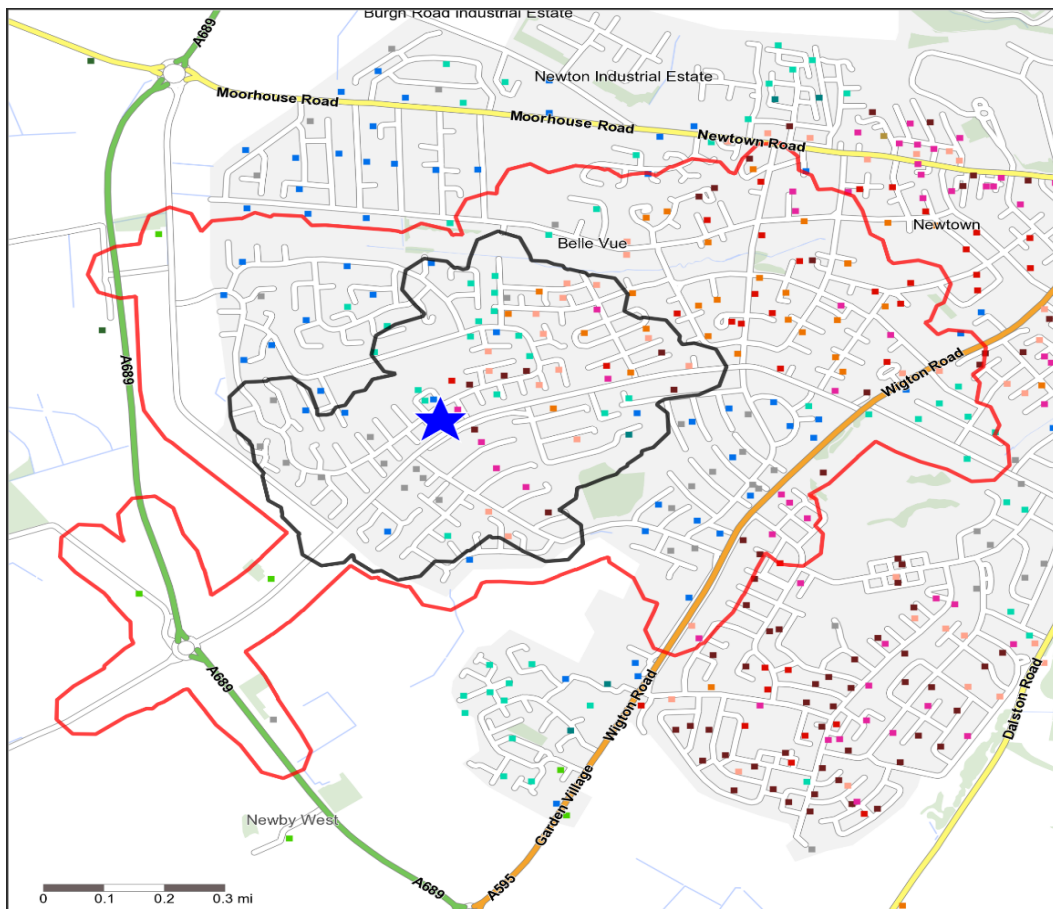 Burgh Road Industrial Estate
A689
Newton Industrial Estate
Moorhouse Road
Moorhouse Road
Newtown Road
Newtown
Belle Vue
A689
Wigton Road
A689
Wigton Road
Dalston Road
Garden Village
Newby West
A689
A595
0 0.1 0.2 0.3 mi